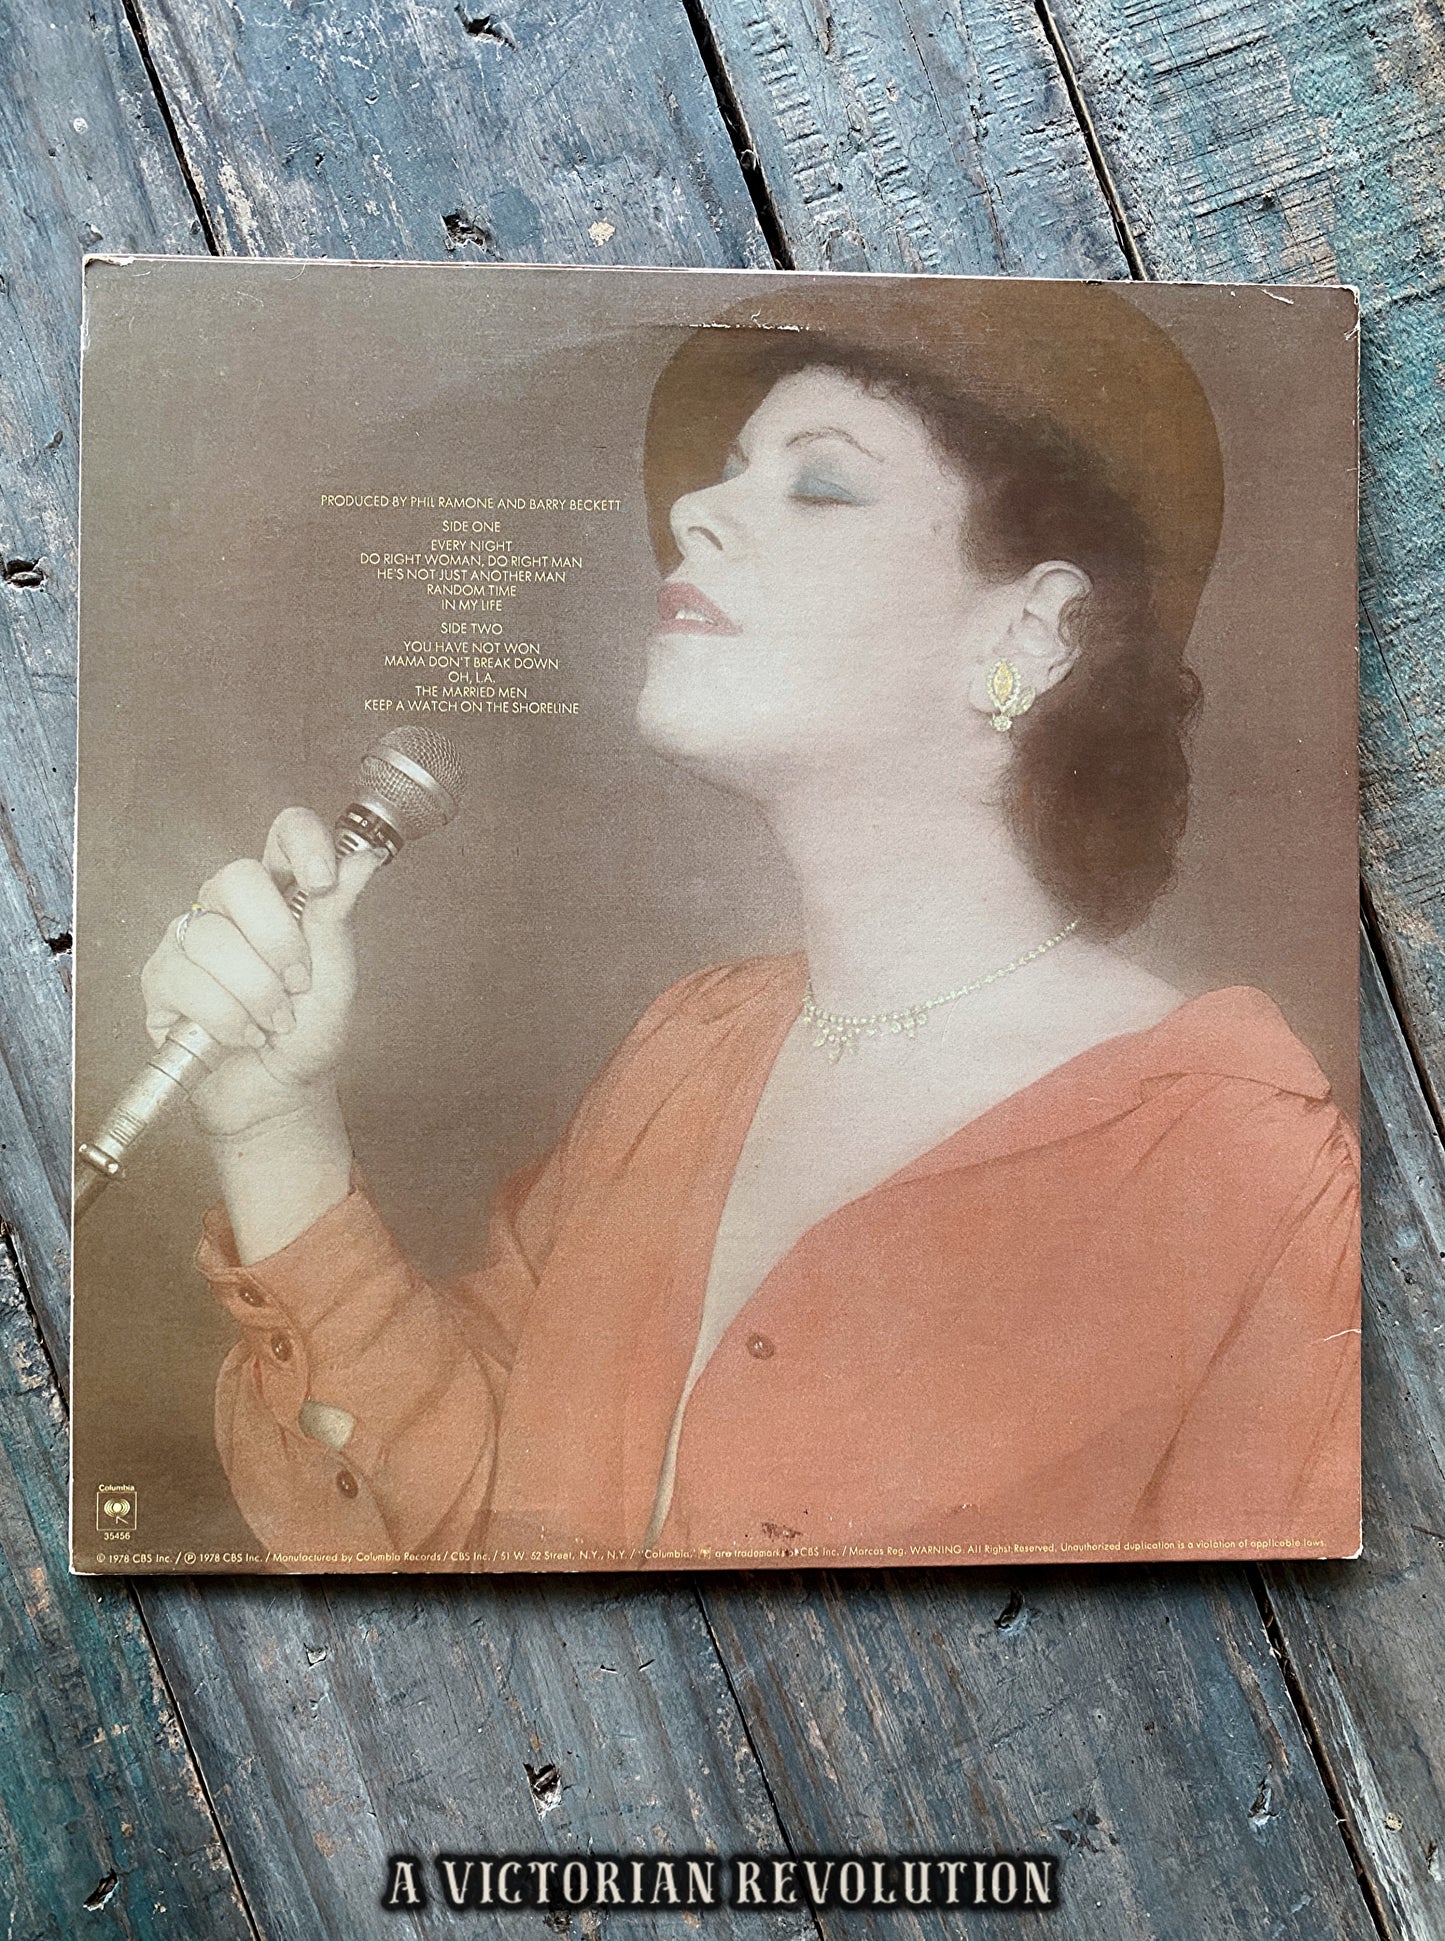 PRODUCED BY PHIL RAMONE AND BARRY BECKETT
SIDE ONE
EVERY NIGHT
DO RIGHT WOMAN, DO RIGHT MAN
HE'S NOT JUST ANOTHER MAN
RANDOM TIME
IN MY LIFE
SIDE TWO
YOU HAVE NOT WON
MAMA DON'T BREAK DOWN
OH, L.A.
THE MARRIED MEN
KEEP A WATCH ON THE SHORELINE
Columbia
35456
© 1978 CBS Inc. / ℗ 1978 CBS Inc. / Manufactured by Columbia Records / CBS Inc. / 51 W. 52 Street, N.Y., N.Y. / "Columbia," are trademarks of CBS Inc. / Marcas Reg. WARNING: All Rights Reserved. Unauthorized duplication is a violation of applicable laws.
A VICTORIAN REVOLUTION